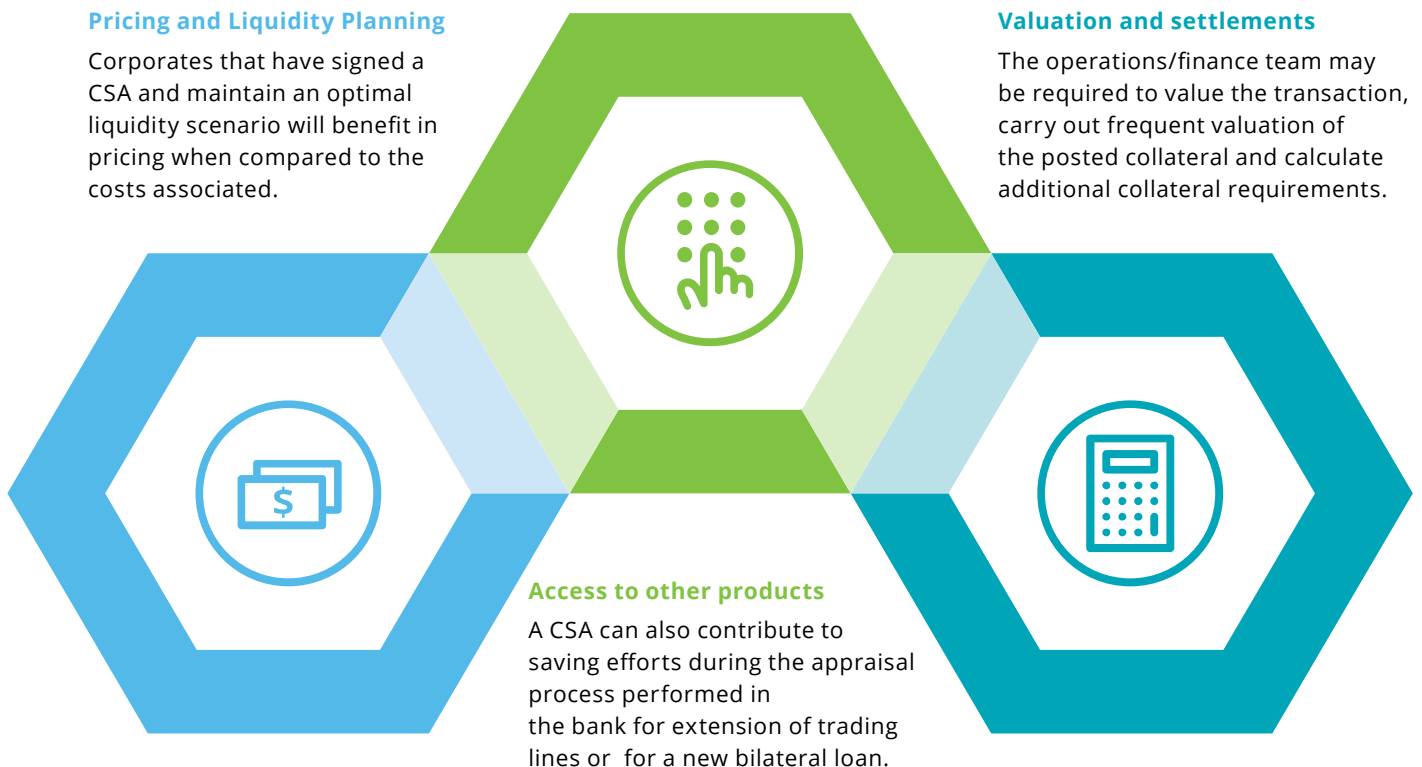 Pricing and Liquidity Planning
Corporates that have signed a
CSA and maintain an optimal
liquidity scenario will benefit in
pricing when compared to the
costs associated.
Valuation and settlements
The operations/finance team may
be required to value the transaction,
carry out frequent valuation of
the posted collateral and calculate
additional collateral requirements.
$
Access to other products
A CSA can also contribute to
saving efforts during the appraisal
process performed in
the bank for extension of trading
lines or for a new bilateral loan.